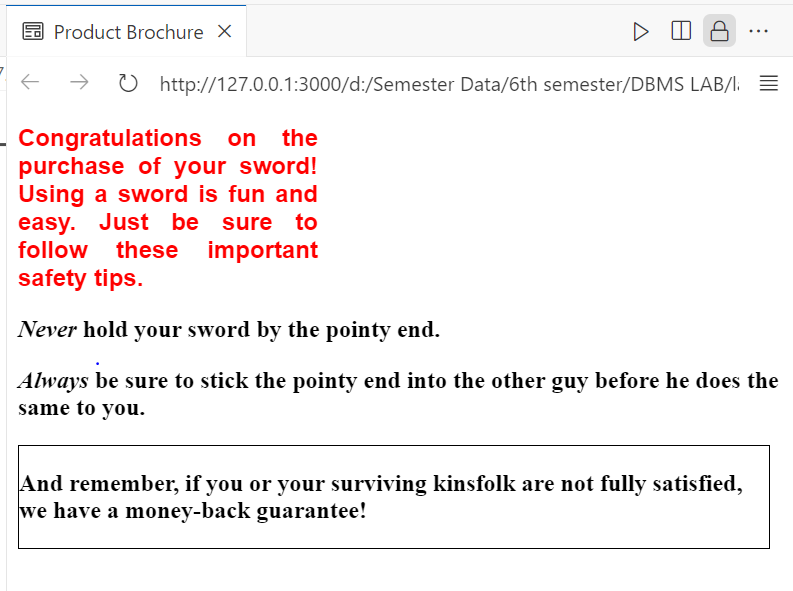 Product Brochure
http://127.0.0.1:3000/d:/Semester Data/6th semester/DBMS LAB/l
Congratulations on the
purchase of your sword!
Using a sword is fun and
easy. Just be sure to
follow these important
safety tips.
Never hold your sword by the pointy end.
Always be sure to stick the pointy end into the other guy before he does the
same to you.
And remember, if you or your surviving kinsfolk are not fully satisfied,
we have a money-back guarantee!